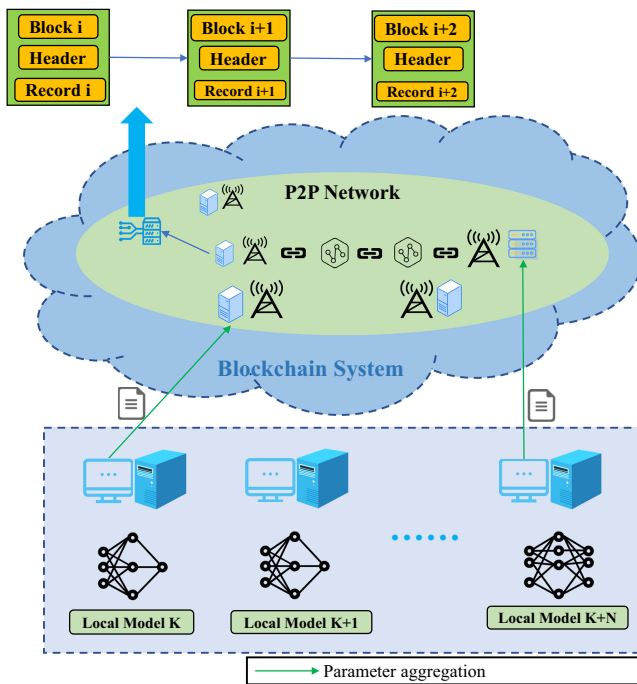 Block i
Header
Record i
Block i+1
Header
Record i+1
Block i+2
Header
Record i+2
P2P Network
Blockchain System
Local Model K
Local Model K+1
Local Model K+N
Parameter aggregation